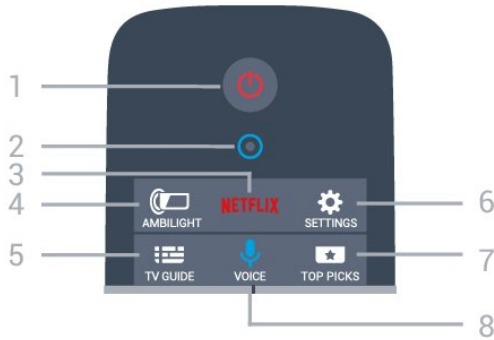 1
2
3
4
5
6
7
8
AMBILIGHT
NETFLIX
SETTINGS
TV GUIDE
VOICE
TOP PICKS